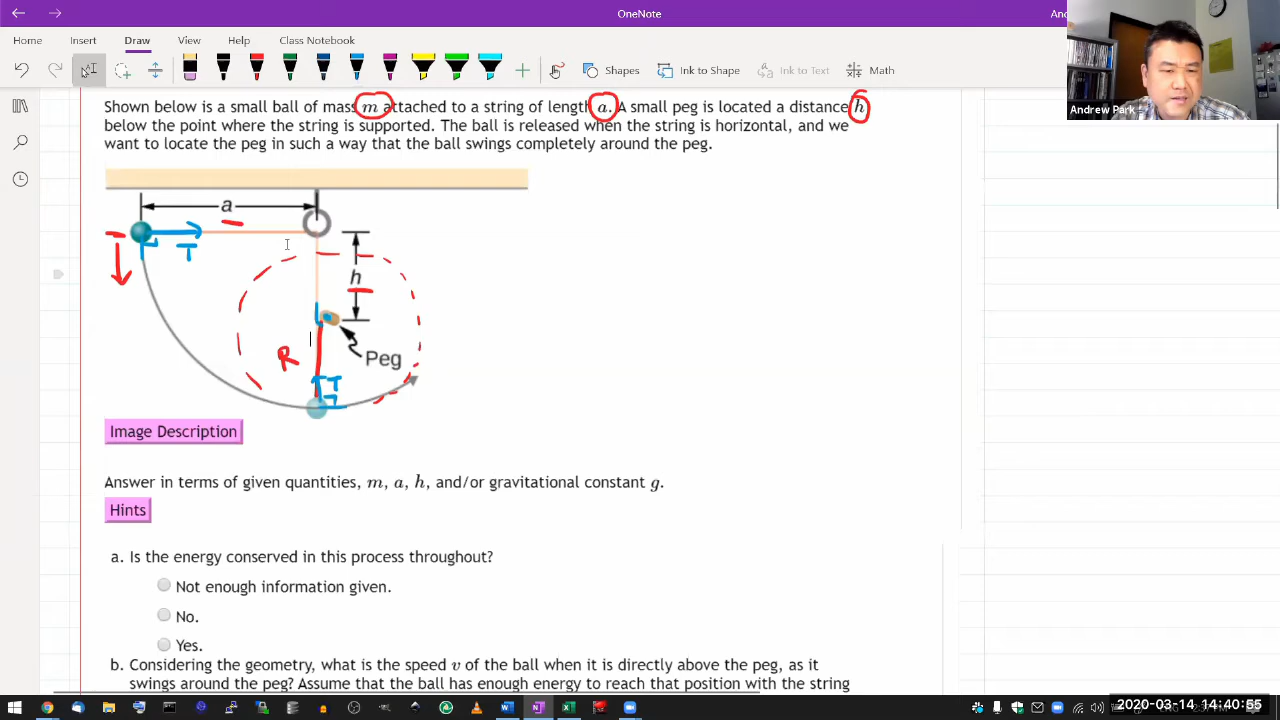 OneNote
Home Insert Draw View Help Class Notebook
Shapes Ink to Shape Ink to Text Math
Andrew Park
Shown below is a small ball of mass m attached to a string of length a. A small peg is located a distance h
below the point where the string is supported. The ball is released when the string is horizontal, and we
want to locate the peg in such a way that the ball swings completely around the peg.
a
T
h
R
Peg
T
Image Description
Answer in terms of given quantities, m, a, h, and/or gravitational constant g.
Hints
a. Is the energy conserved in this process throughout?
Not enough information given.
No.
Yes.
b. Considering the geometry, what is the speed v of the ball when it is directly above the peg, as it
swings around the peg? Assume that the ball has enough energy to reach that position with the string
2020-03-14 14:40:55